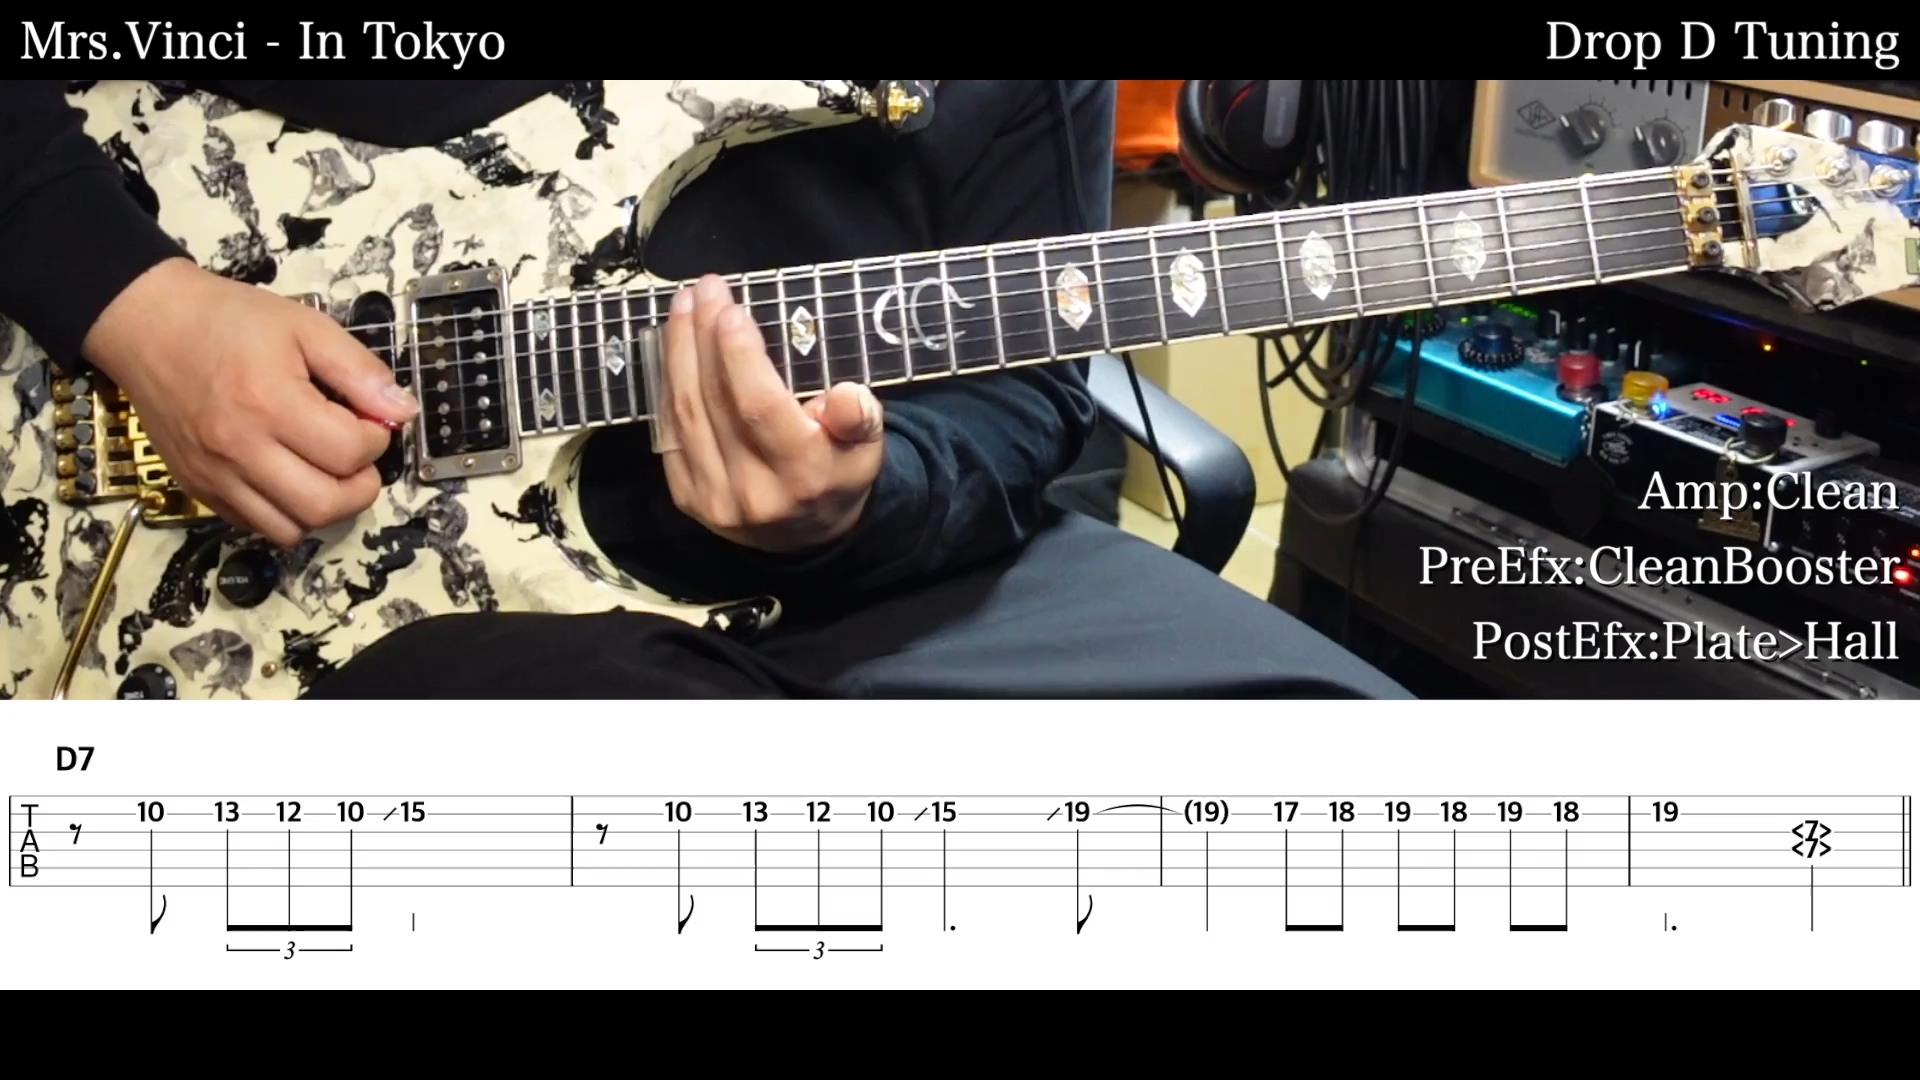 Mrs.Vinci - In Tokyo
Drop D Tuning
Amp:Clean
PreEfx:CleanBooster
PostEfx:Plate>Hall
D7
T A B
10 13 12 10 15 10 13 12 10 15 19 (19) 17 18 19 18 19 18 19 <7>
<7>
3 3